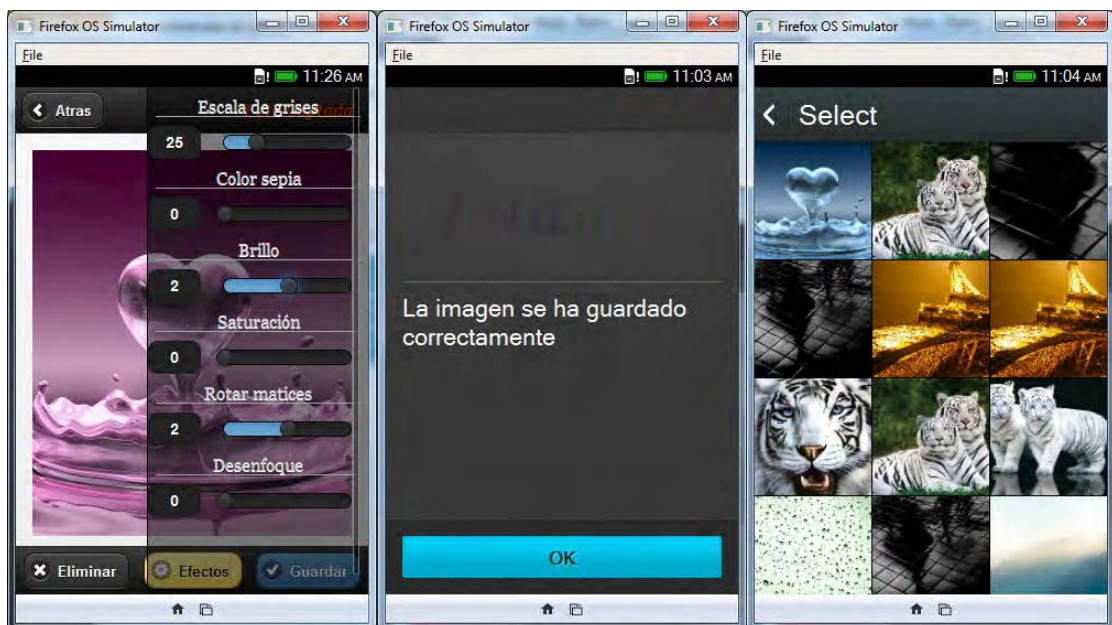 Firefox OS Simulator
File
11:26 AM
Atras
Escala de grises
25
Color sepia
0
Brillo
2
Saturación
0
Rotar matices
2
Desenfoque
0
Eliminar
Efectos
Guardar
Firefox OS Simulator
File
11:03 AM
La imagen se ha guardado
correctamente
OK
Firefox OS Simulator
File
11:04 AM
Select